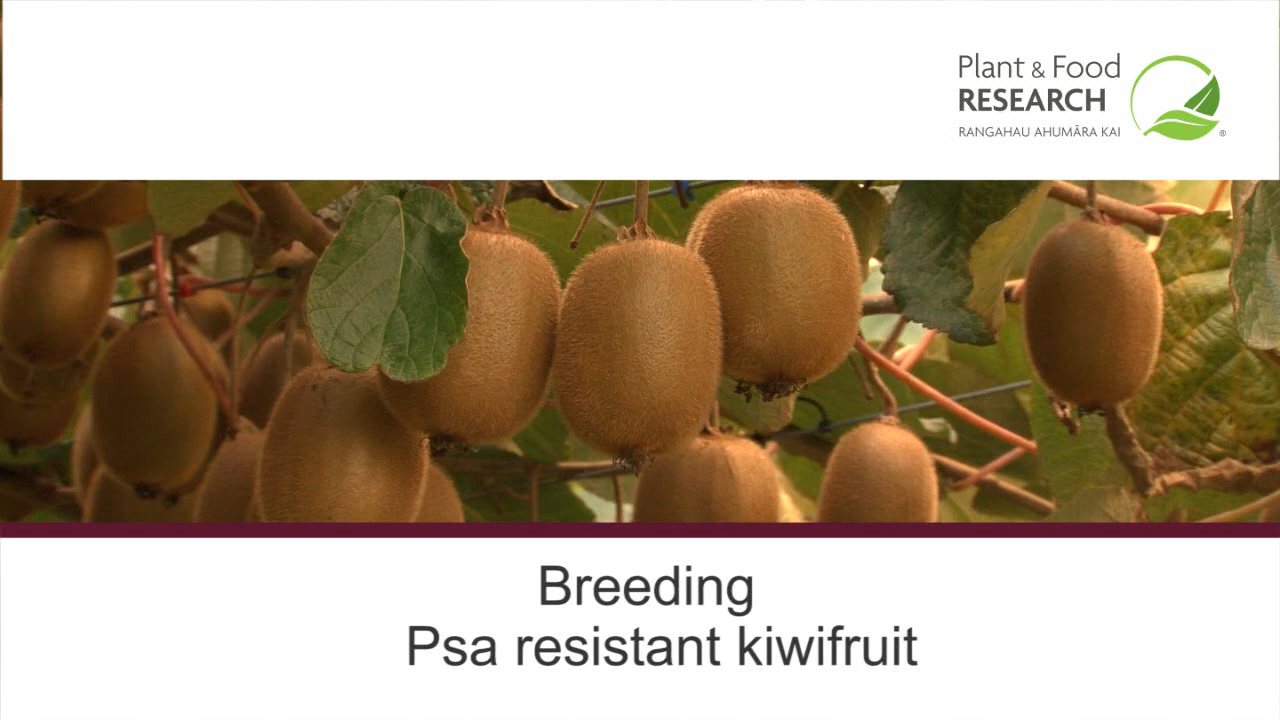 Plant & Food
RESEARCH
RANGAHAU AHUMĀRA KAI
®
Breeding
Psa resistant kiwifruit